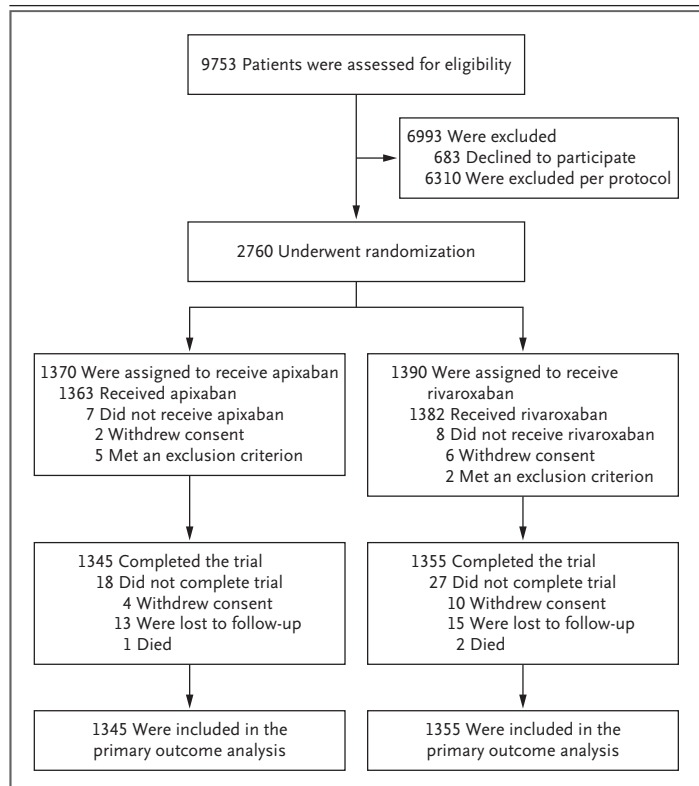 9753 Patients were assessed for eligibility
6993 Were excluded
683 Declined to participate
6310 Were excluded per protocol
2760 Underwent randomization
1370 Were assigned to receive apixaban
1363 Received apixaban
7 Did not receive apixaban
2 Withdrew consent
5 Met an exclusion criterion
1390 Were assigned to receive
rivaroxaban
1382 Received rivaroxaban
8 Did not receive rivaroxaban
6 Withdrew consent
2 Met an exclusion criterion
1345 Completed the trial
18 Did not complete trial
4 Withdrew consent
13 Were lost to follow-up
1 Died
1355 Completed the trial
27 Did not complete trial
10 Withdrew consent
15 Were lost to follow-up
2 Died
1345 Were included in the
primary outcome analysis
1355 Were included in the
primary outcome analysis